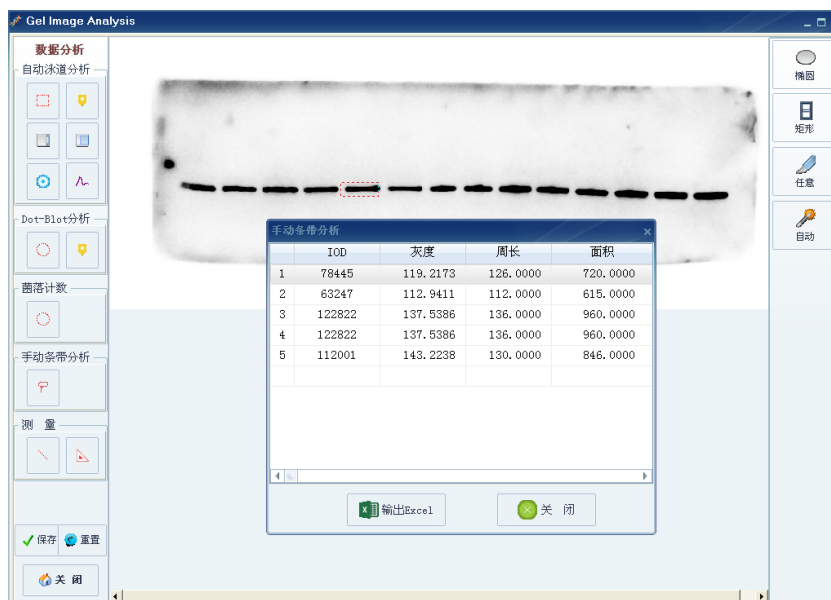 Gel Image Analysis
数据分析
自动泳道分析
Dot-Blot分析
菌落计数
手动条带分析
测 量
保存 重置
关 闭
手动条带分析
IOD 灰度 周长 面积
1 78445 119.2173 126.0000 720.0000
2 63247 112.9411 112.0000 615.0000
3 122822 137.5386 136.0000 960.0000
4 122822 137.5386 136.0000 960.0000
5 112001 143.2238 130.0000 846.0000
输出Excel 关 闭
椭圆
矩形
任意
自动